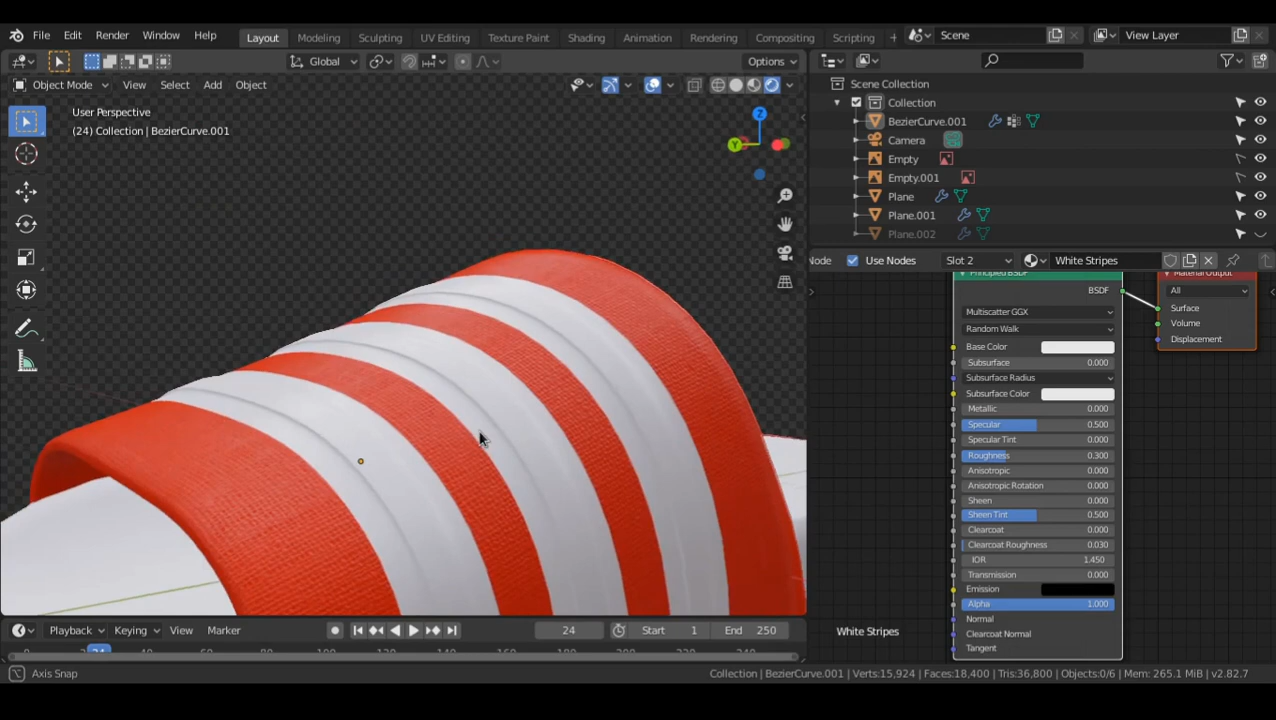 File Edit Render Window Help Layout Modeling Sculpting UV Editing Texture Paint Shading Animation Rendering Compositing Scripting + Scene View Layer
Global Options
Object Mode View Select Add Object
User Perspective
(24) Collection | BezierCurve.001
Z
Y
Scene Collection
Collection
BezierCurve.001
Camera
Empty
Empty.001
Plane
Plane.001
Plane.002
Node Use Nodes Slot 2 White Stripes
Principled BSDF
BSDF
Multiscatter GGX
Random Walk
Base Color
Subsurface 0.000
Subsurface Radius
Subsurface Color
Metallic 0.000
Specular 0.500
Specular Tint 0.000
Roughness 0.300
Anisotropic 0.000
Anisotropic Rotation 0.000
Sheen 0.000
Sheen Tint 0.500
Clearcoat 0.000
Clearcoat Roughness 0.030
IOR 1.450
Transmission 0.000
Emission
Alpha 1.000
Normal
Clearcoat Normal
Tangent
Material Output
All
Surface
Volume
Displacement
White Stripes
Playback Keying View Marker 24 Start 1 End 250
Axis Snap
Collection | BezierCurve.001 | Verts:15,924 | Faces:18,400 | Tris:36,800 | Objects:0/6 | Mem: 265.1 MiB | v2.82.7